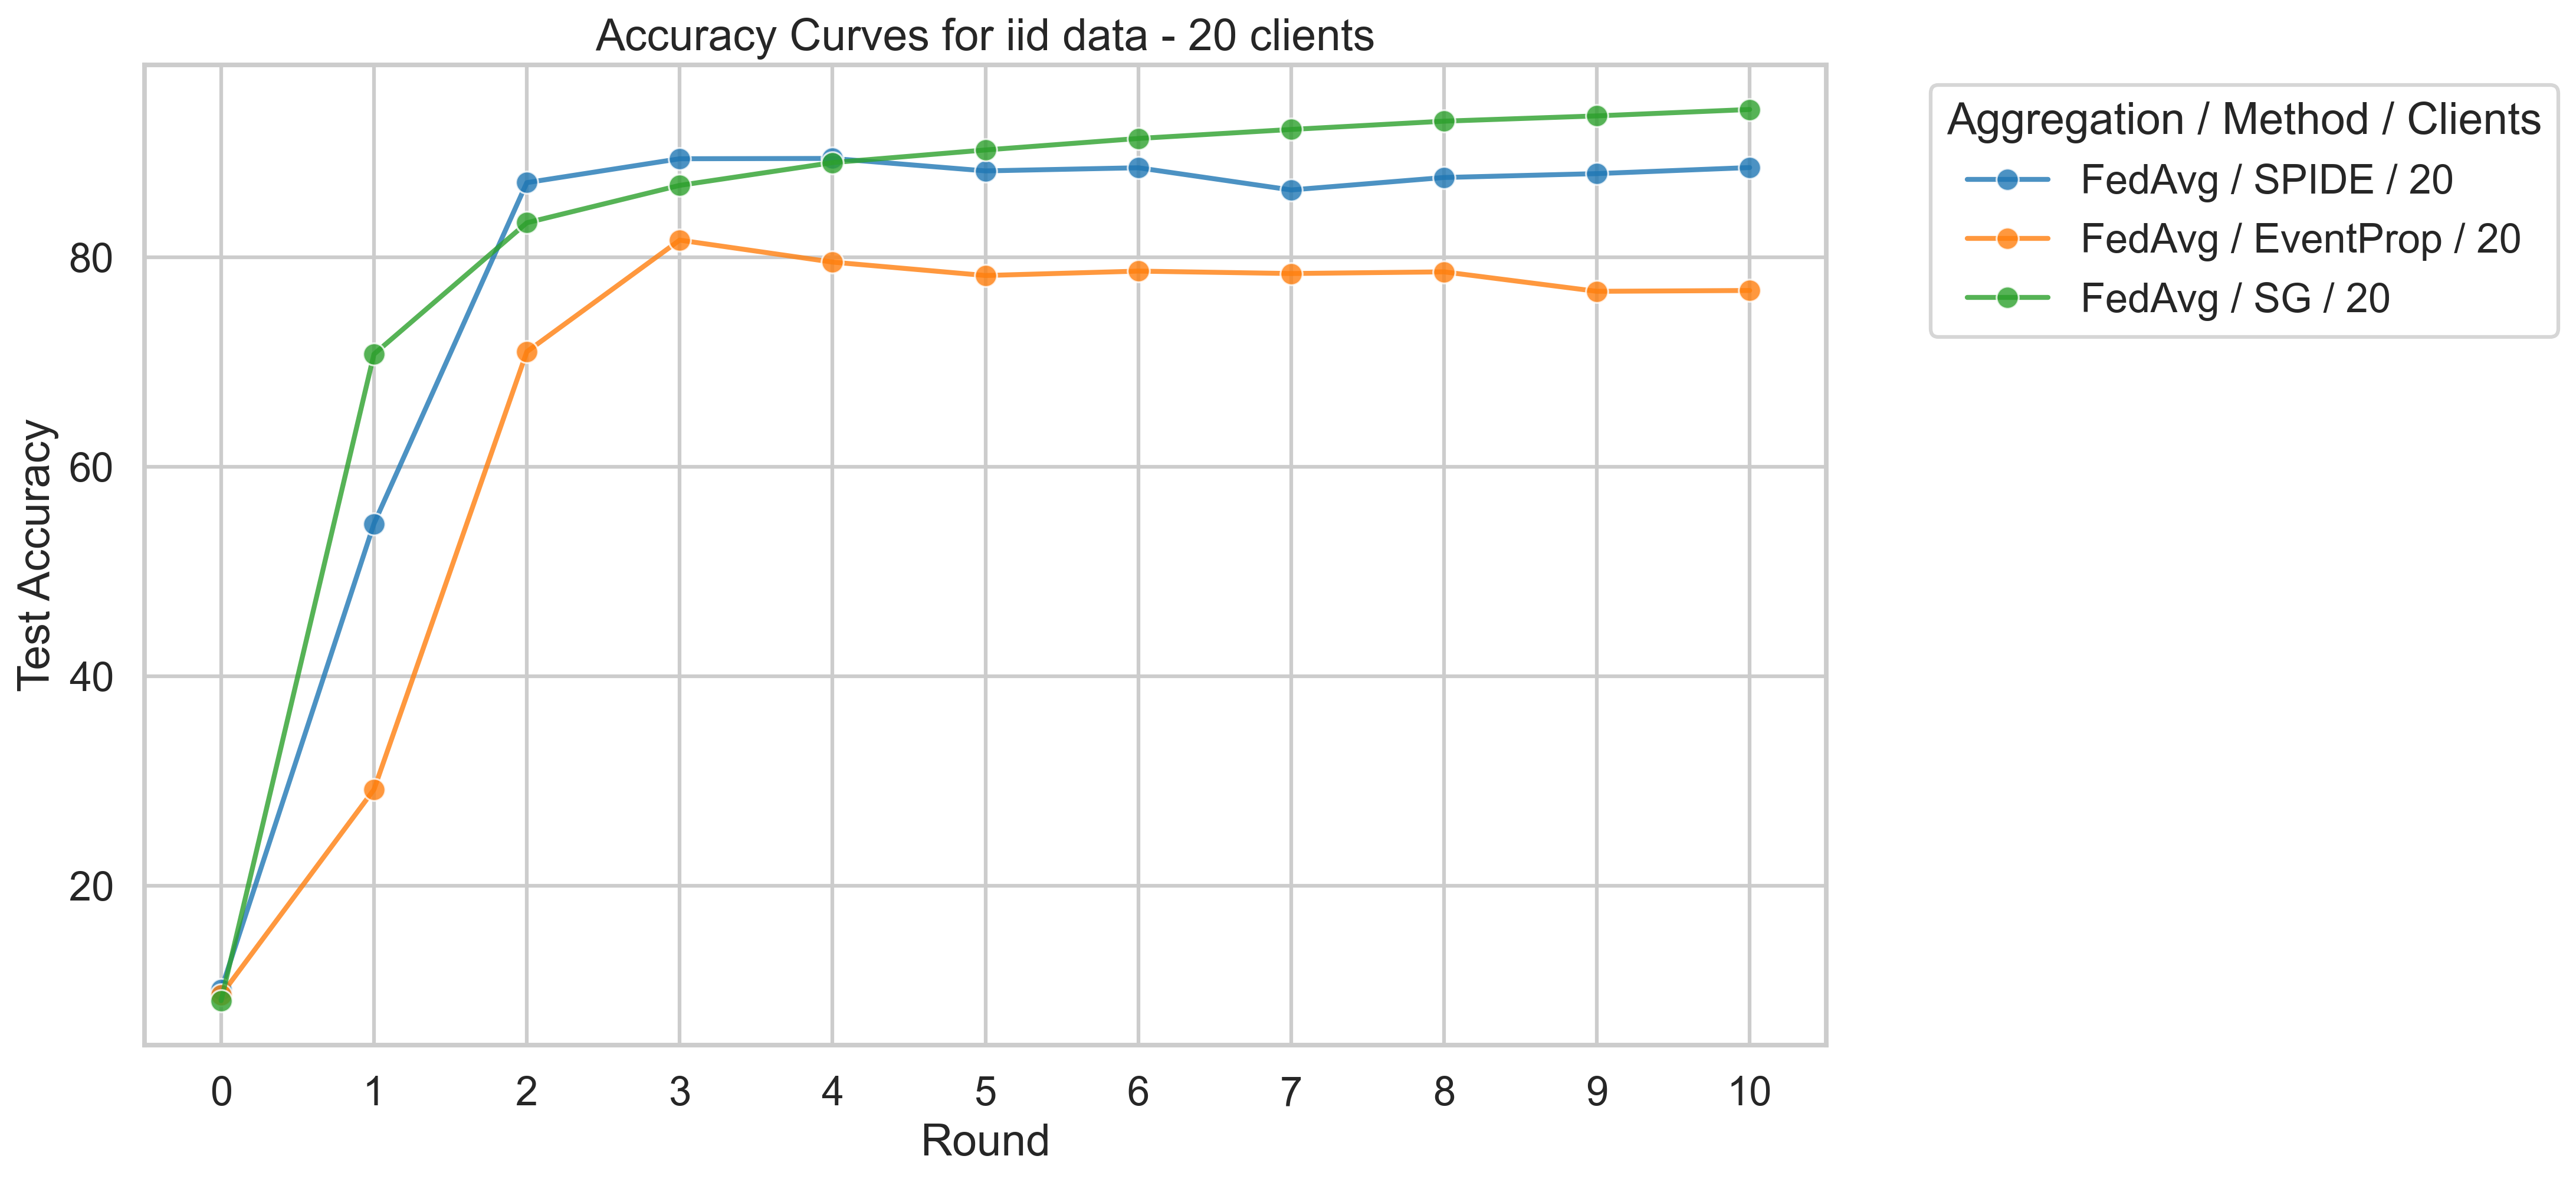 Accuracy Curves for iid data - 20 clients
Test Accuracy
80
60
40
20
0 1 2 3 4 5 6 7 8 9 10
Round
Aggregation / Method / Clients
FedAvg / SPIDE / 20
FedAvg / EventProp / 20
FedAvg / SG / 20